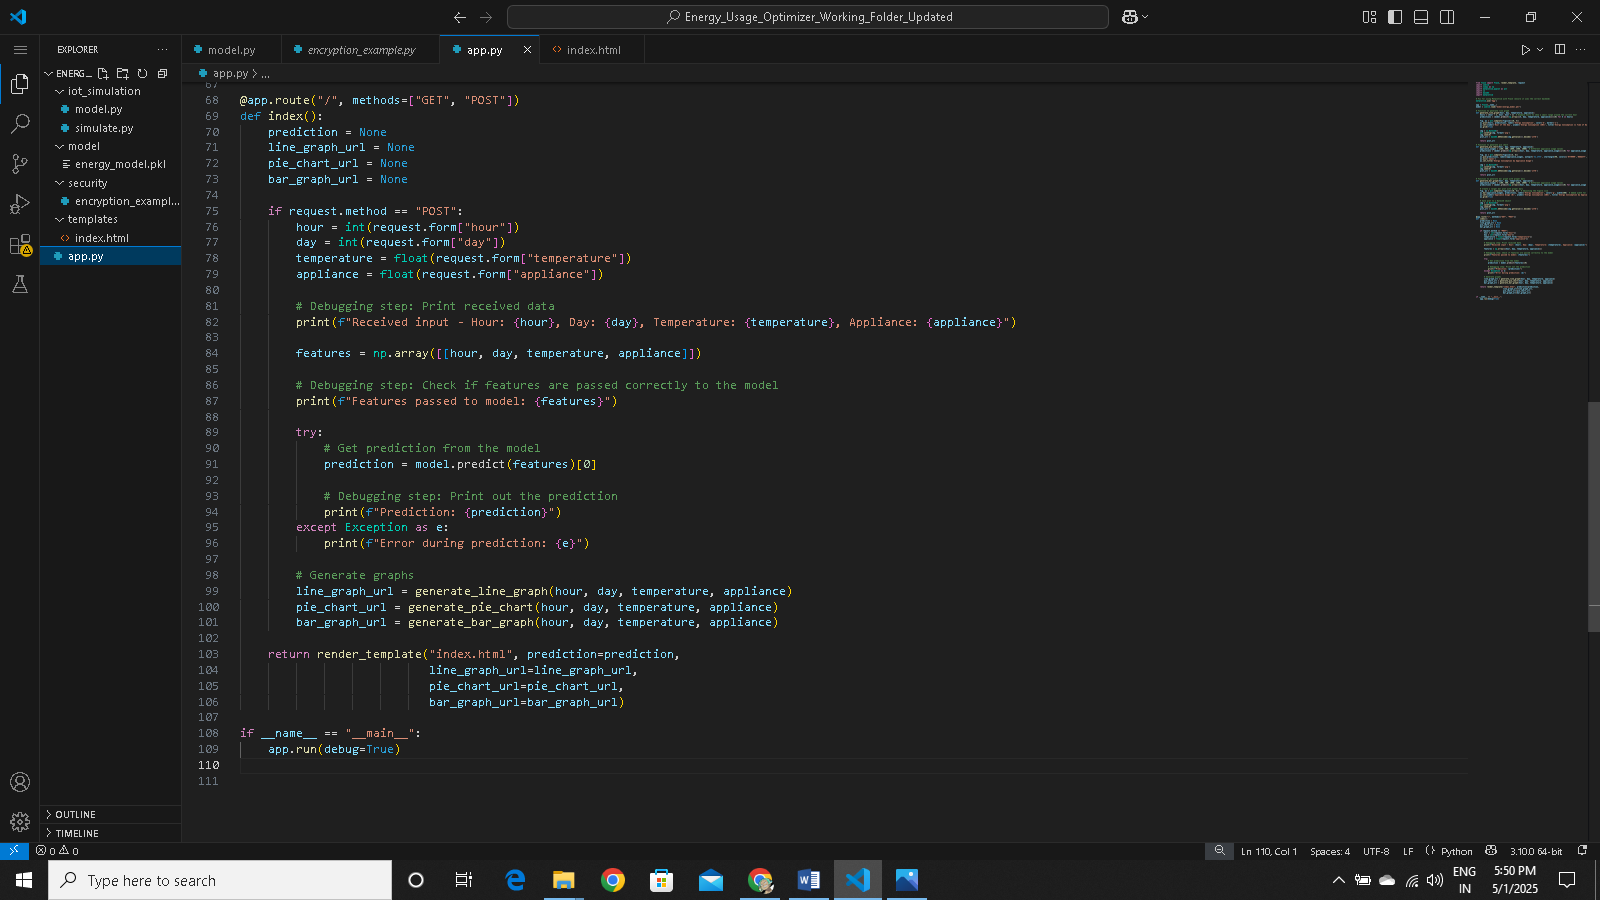 Energy_Usage_Optimizer_Working_Folder_Updated
EXPLORER
model.py
encryption_example.py
app.py
index.html
ENERG...
app.py > ...
iot_simulation
model.py
simulate.py
model
energy_model.pkl
security
encryption_exampl...
templates
index.html
app.py
OUTLINE
TIMELINE
67
68 @app.route("/", methods=["GET", "POST"])
69 def index():
70     prediction = None
71     line_graph_url = None
72     pie_chart_url = None
73     bar_graph_url = None
74
75     if request.method == "POST":
76         hour = int(request.form["hour"])
77         day = int(request.form["day"])
78         temperature = float(request.form["temperature"])
79         appliance = float(request.form["appliance"])
80
81         # Debugging step: Print received data
82         print(f"Received input - Hour: {hour}, Day: {day}, Temperature: {temperature}, Appliance: {appliance}")
83
84         features = np.array([[hour, day, temperature, appliance]])
85
86         # Debugging step: Check if features are passed correctly to the model
87         print(f"Features passed to model: {features}")
88
89         try:
90             # Get prediction from the model
91             prediction = model.predict(features)[0]
92
93             # Debugging step: Print out the prediction
94             print(f"Prediction: {prediction}")
95         except Exception as e:
96             print(f"Error during prediction: {e}")
97
98         # Generate graphs
99         line_graph_url = generate_line_graph(hour, day, temperature, appliance)
100         pie_chart_url = generate_pie_chart(hour, day, temperature, appliance)
101         bar_graph_url = generate_bar_graph(hour, day, temperature, appliance)
102
103     return render_template("index.html", prediction=prediction,
104                            line_graph_url=line_graph_url,
105                            pie_chart_url=pie_chart_url,
106                            bar_graph_url=bar_graph_url)
107
108 if __name__ == "__main__":
109     app.run(debug=True)
110
111
0 0
Ln 110, Col 1
Spaces: 4
UTF-8
LF
Python
3.10.0 64-bit
Type here to search
ENG
IN
5:50 PM
5/1/2025